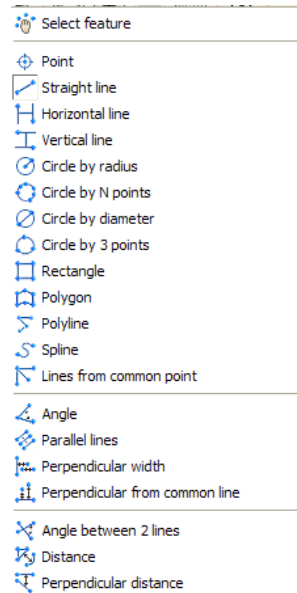 Select feature
Point
Straight line
Horizontal line
Vertical line
Circle by radius
Circle by N points
Circle by diameter
Circle by 3 points
Rectangle
Polygon
Polyline
Spline
Lines from common point
Angle
Parallel lines
Perpendicular width
Perpendicular from common line
Angle between 2 lines
Distance
Perpendicular distance